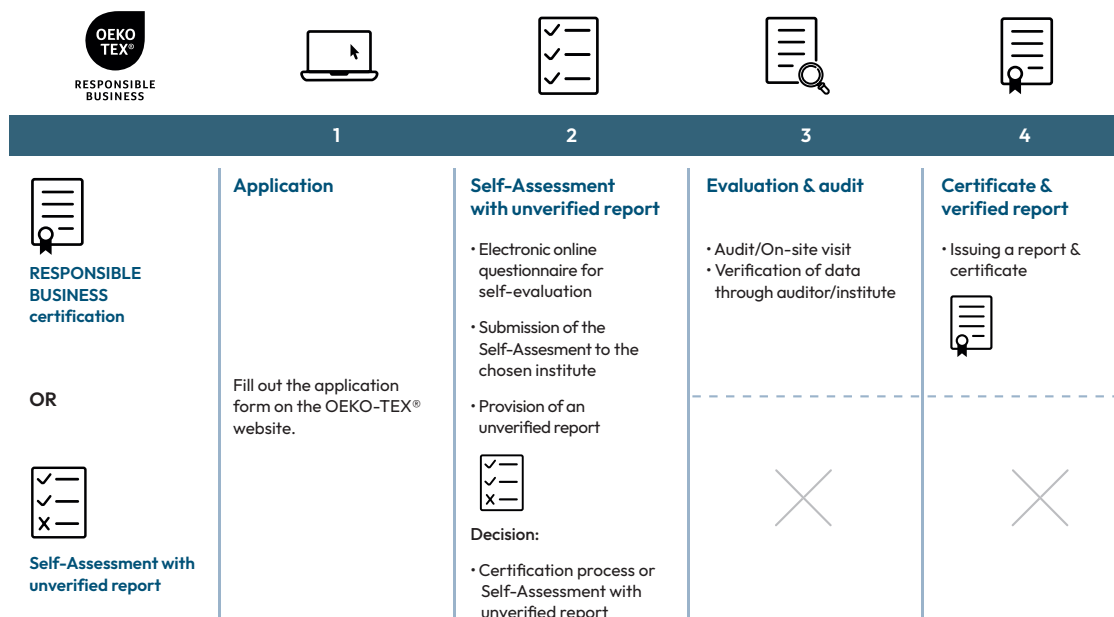 OEKO
TEX®
RESPONSIBLE
BUSINESS
1
2
3
4
RESPONSIBLE
BUSINESS
certification
OR
Self-Assessment with
unverified report
Application
Fill out the application
form on the OEKO-TEX®
website.
Self-Assessment
with unverified report
• Electronic online
questionnaire for
self-evaluation
• Submission of the
Self-Assesment to the
chosen institute
• Provision of an
unverified report
Decision:
• Certification process or
Self-Assessment with
unverified report
Evaluation & audit
• Audit/On-site visit
• Verification of data
through auditor/institute
Certificate &
verified report
• Issuing a report &
certificate